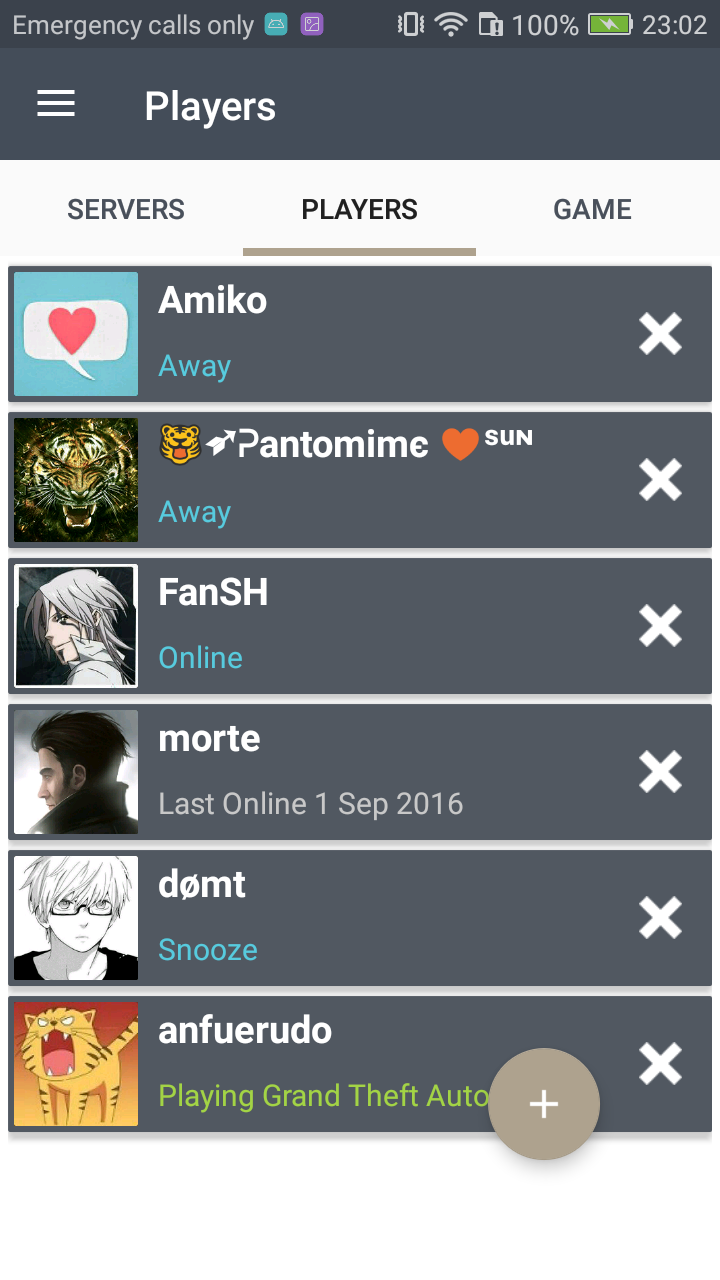 Emergency calls only 100% 23:02
Players
SERVERS PLAYERS GAME
Amiko
Away
🐯➶Ꭾantomimє 🧡ˢᵁᴺ
Away
FanSH
Online
morte
Last Online 1 Sep 2016
dømt
Snooze
anfuerudo
Playing Grand Theft Auto